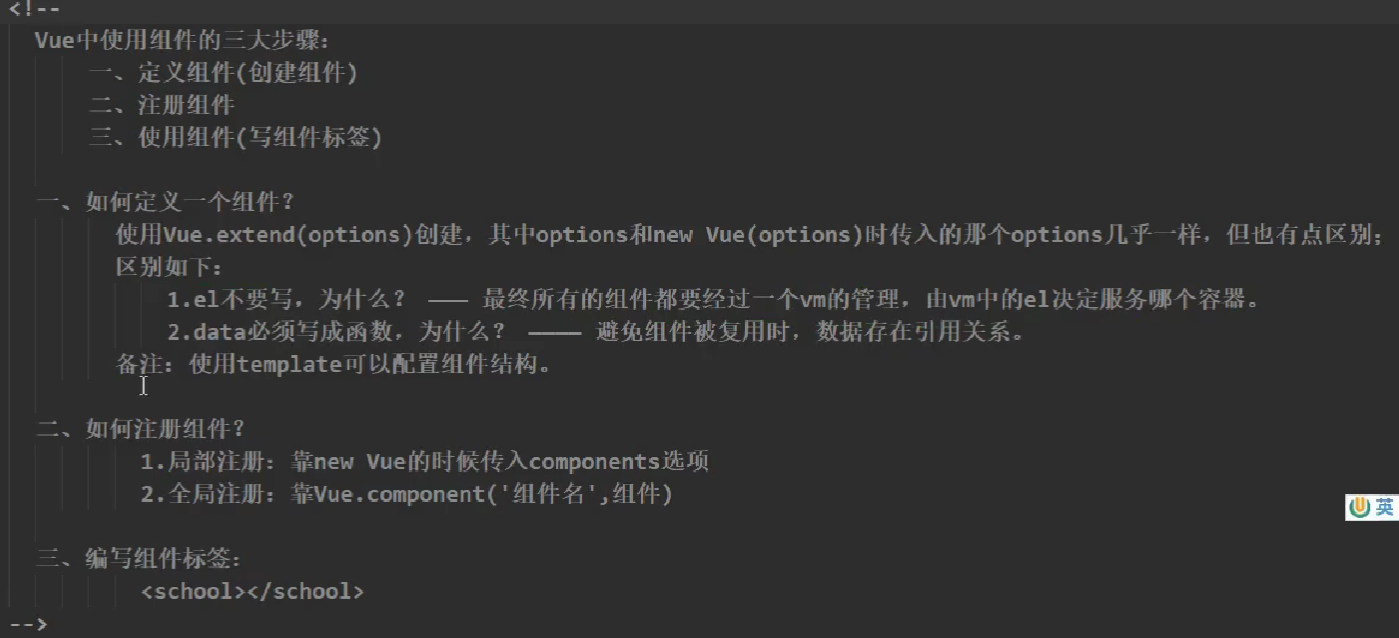 <!--
Vue中使用组件的三大步骤:
一、定义组件(创建组件)
二、注册组件
三、使用组件(写组件标签)
一、如何定义一个组件?
使用Vue.extend(options)创建，其中options和new Vue(options)时传入的那个options几乎一样，但也有点区别;
区别如下:
1.el不要写，为什么? ——— 最终所有的组件都要经过一个vm的管理，由vm中的el决定服务哪个容器。
2.data必须写成函数，为什么? ———— 避免组件被复用时，数据存在引用关系。
备注: 使用template可以配置组件结构。
二、如何注册组件?
1.局部注册: 靠new Vue的时候传入components选项
2.全局注册: 靠Vue.component('组件名',组件)
英
三、编写组件标签:
<school></school>
-->